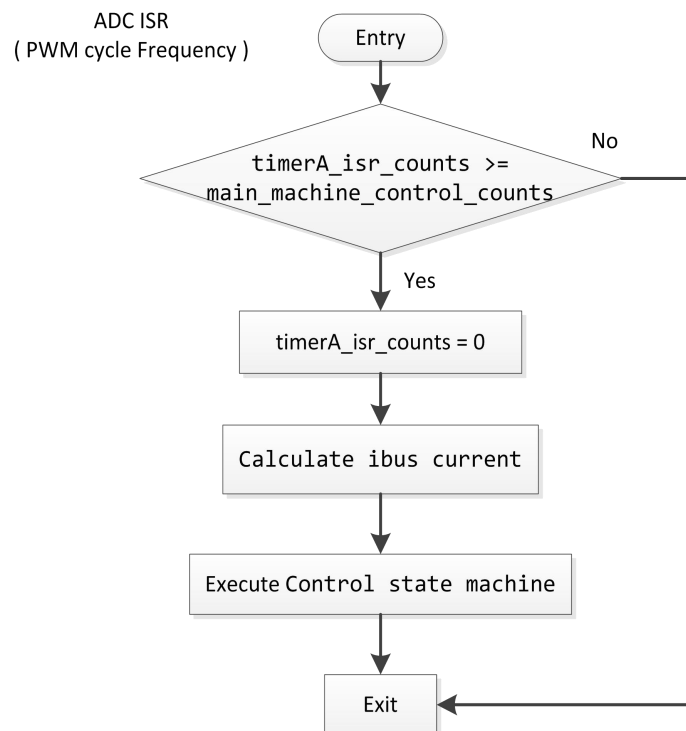 ADC ISR
( PWM cycle Frequency )
Entry
timerA_isr_counts >=
main_machine_control_counts
No
Yes
timerA_isr_counts = 0
Calculate ibus current
Execute Control state machine
Exit